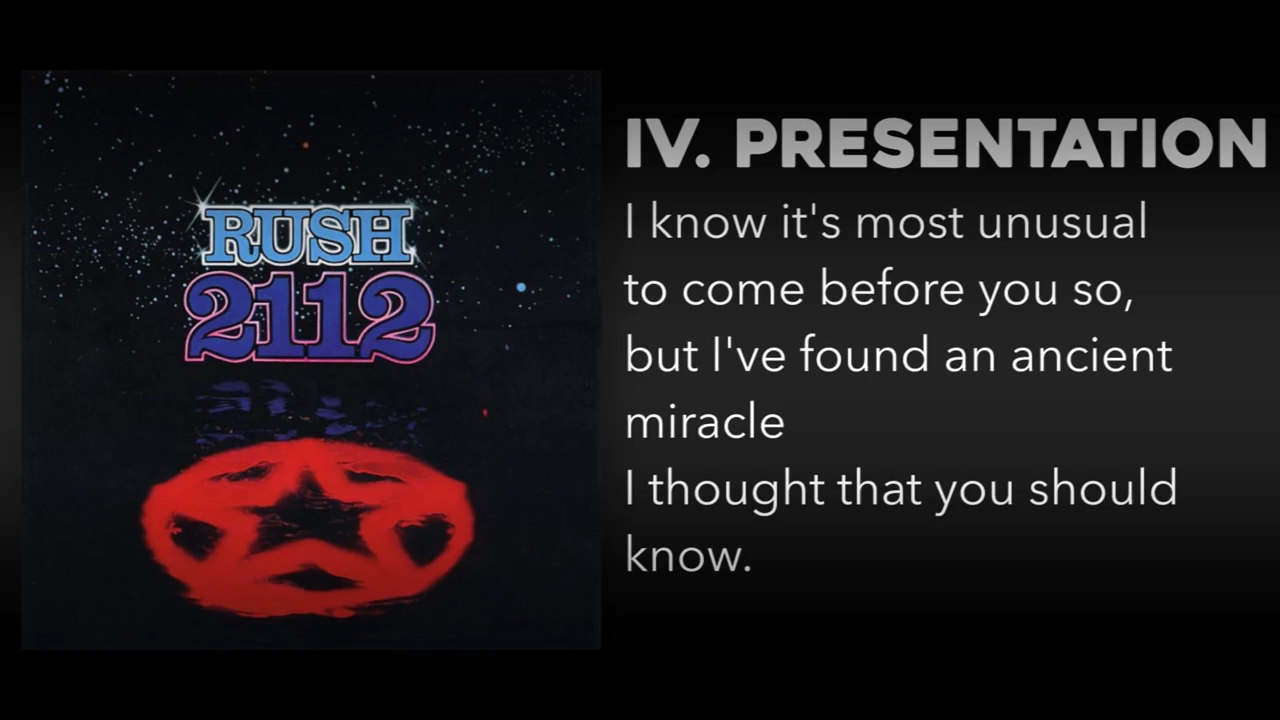 RUSH
2112
IV. PRESENTATION
I know it's most unusual
to come before you so,
but I've found an ancient
miracle
I thought that you should
know.